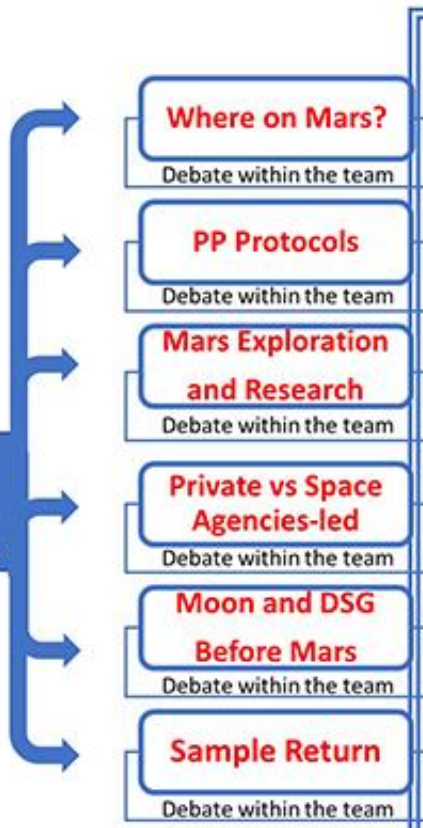 Where on Mars?
Debate within the team
PP Protocols
Debate within the team
Mars Exploration
and Research
Debate within the team
Private vs Space
Agencies-led
Debate within the team
Moon and DSG
Before Mars
Debate within the team
Sample Return
Debate within the team